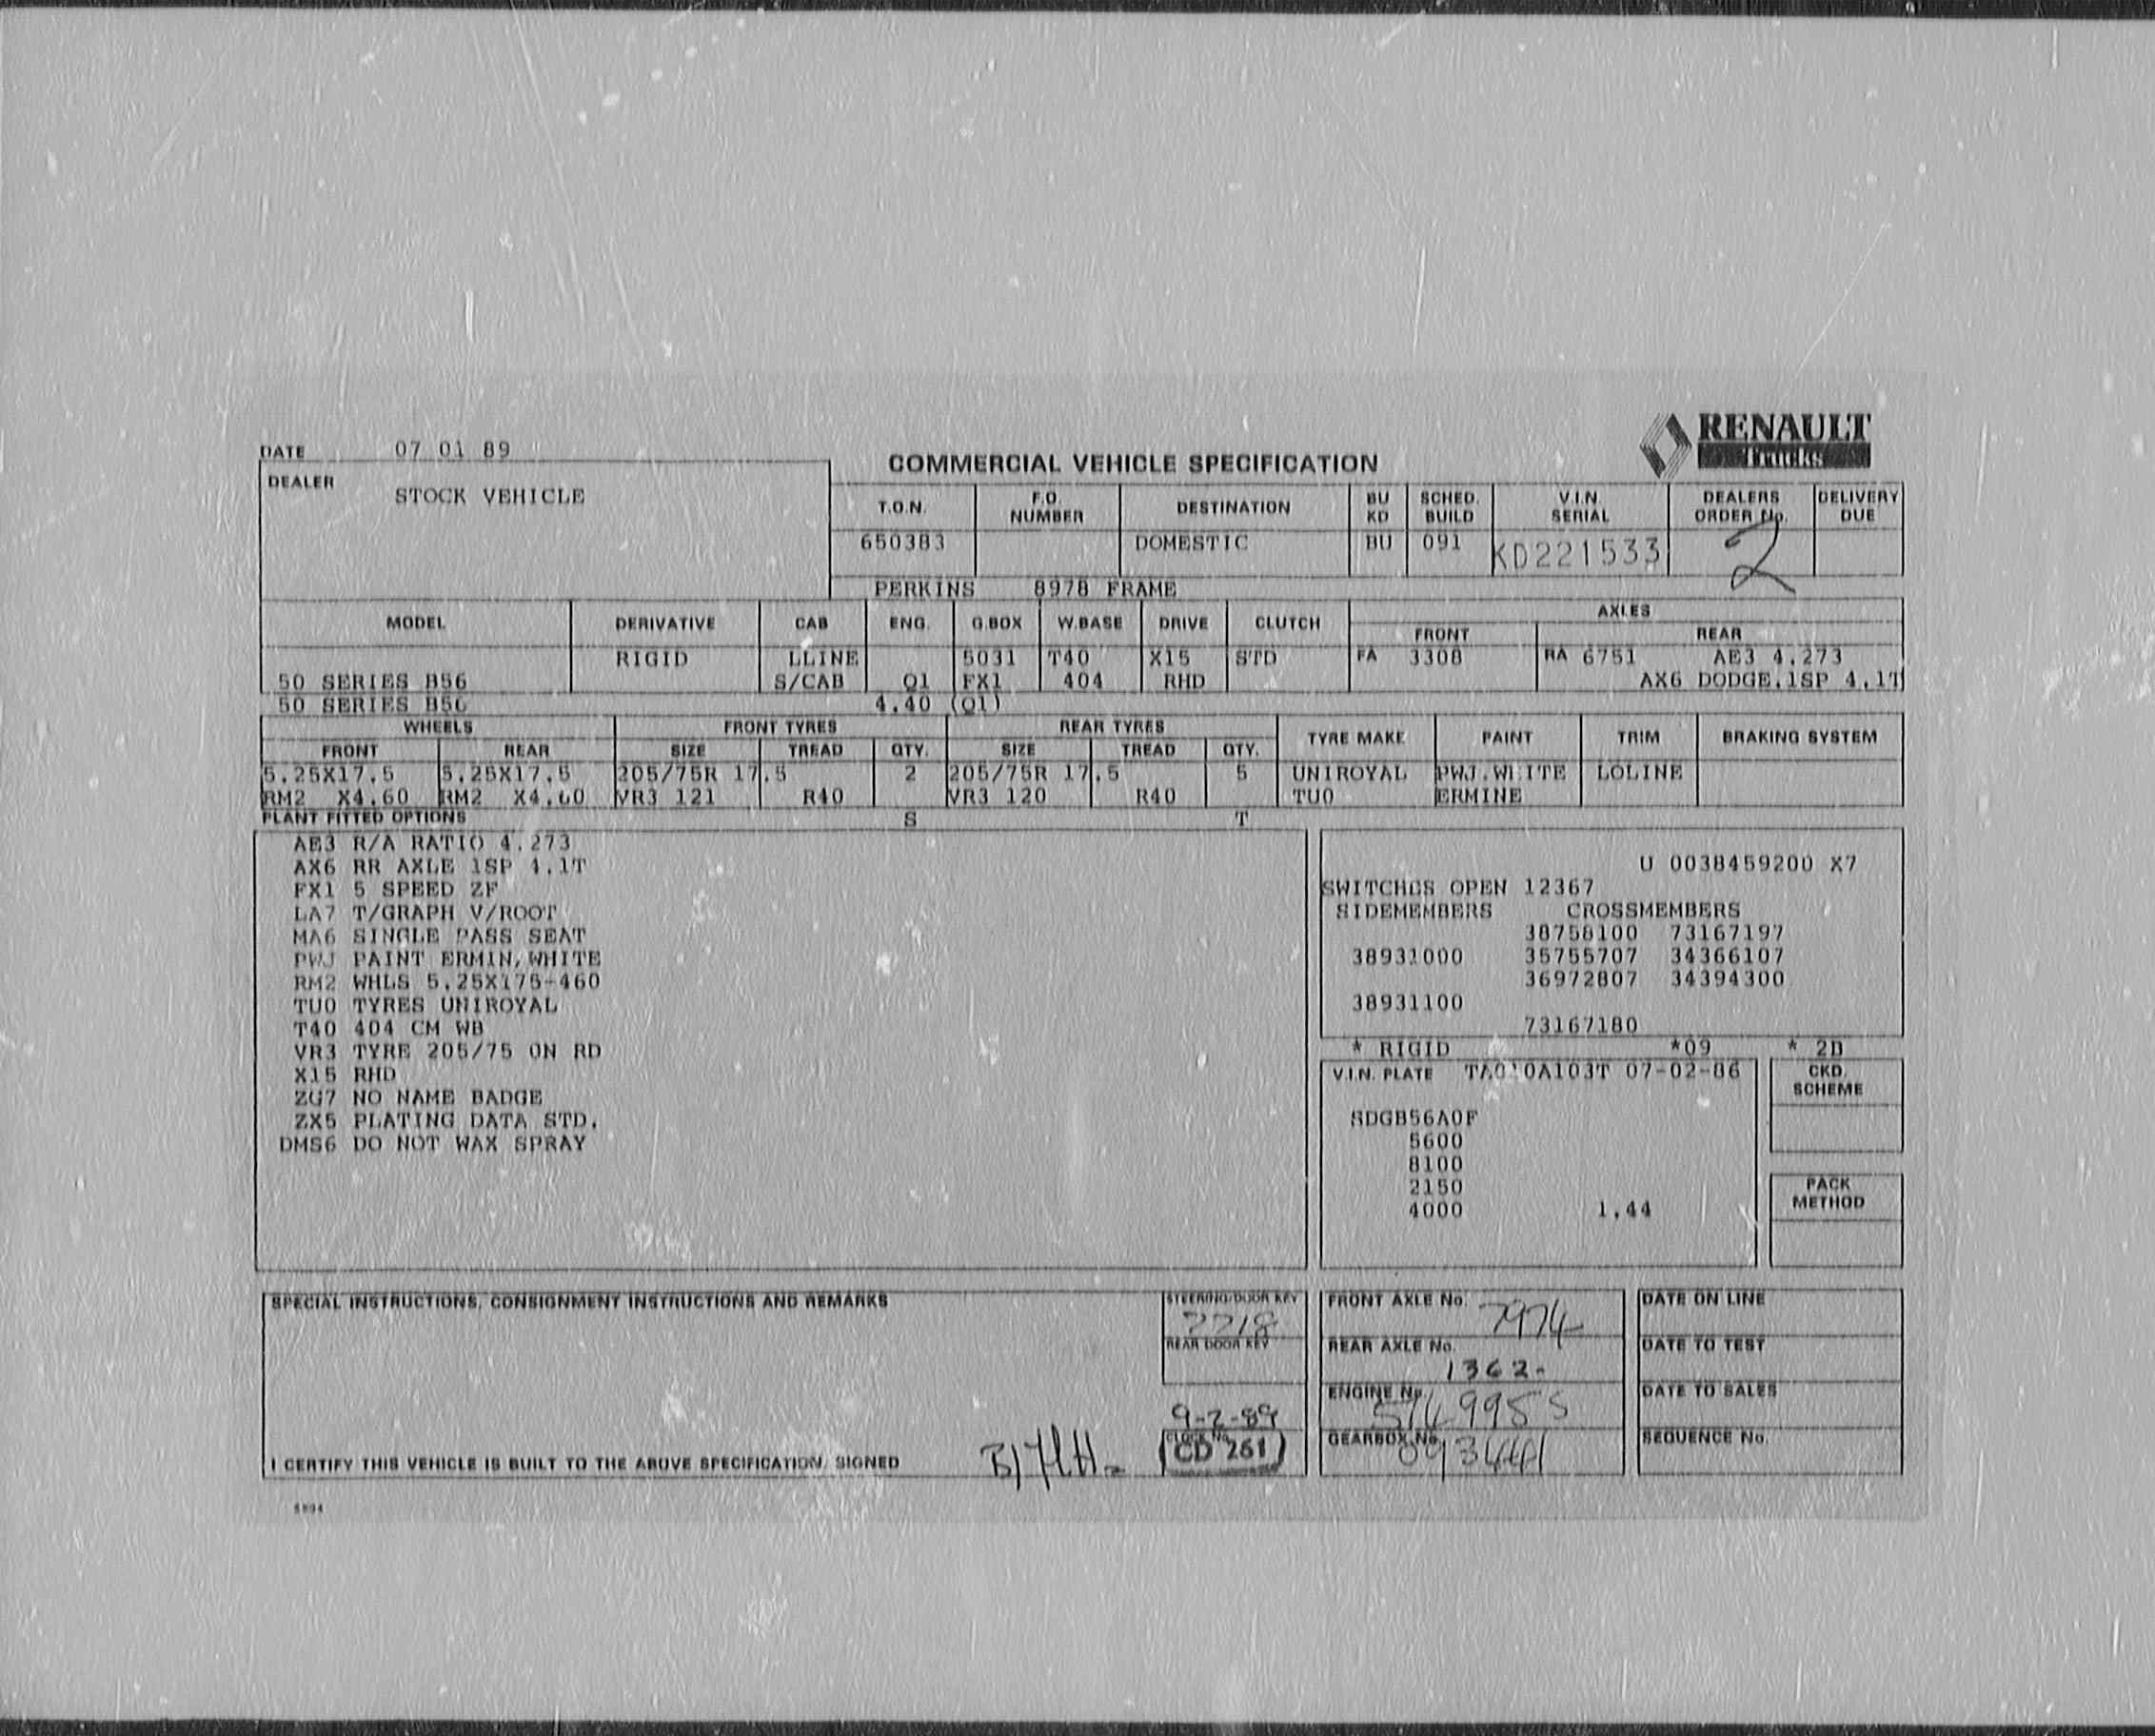 RENAULT
Trucks
DATE 07 01 89
COMMERCIAL VEHICLE SPECIFICATION
DEALER STOCK VEHICLE
T.O.N. F.O. NUMBER DESTINATION BU KD SCHED. BUILD V.I.N. SERIAL DEALERS ORDER No. DELIVERY DUE
650383 DOMESTIC BU 091 KD221533 2
PERKINS 8978 FRAME
MODEL DERIVATIVE CAB ENG. G.BOX W.BASE DRIVE CLUTCH AXLES
FRONT REAR
RIGID LLINE 5031 T40 X15 STD FA 3308 RA 6751 AE3 4.273
50 SERIES B56 S/CAB Q1 FX1 404 RHD AX6 DODGE.1SP 4.1T
50 SERIES B56 4.40 (Q1)
WHEELS FRONT TYRES REAR TYRES TYRE MAKE PAINT TRIM BRAKING SYSTEM
FRONT REAR SIZE TREAD QTY. SIZE TREAD QTY.
5.25X17.5 5.25X17.5 205/75R 17.5 2 205/75R 17.5 5 UNIROYAL PWJ.WHITE LOLINE
RM2 X4.60 RM2 X4.60 VR3 121 R40 VR3 120 R40 TU0 ERMINE
PLANT FITTED OPTIONS S T
AE3 R/A RATIO 4.273
AX6 RR AXLE 1SP 4.1T
FX1 5 SPEED ZF
LA7 T/GRAPH V/ROOT
MA6 SINGLE PASS SEAT
PWJ PAINT ERMIN,WHITE
RM2 WHLS 5.25X175-460
TU0 TYRES UNIROYAL
T40 404 CM WB
VR3 TYRE 205/75 ON RD
X15 RHD
ZU7 NO NAME BADGE
ZX5 PLATING DATA STD.
DMS6 DO NOT WAX SPRAY
U 0038459200 X7
SWITCHES OPEN 12367
SIDEMEMBERS CROSSMEMBERS
38758100 73167197
38931000 35755707 34366107
36972807 34394300
38931100
73167180
* RIGID *09 * 2D
V.I.N. PLATE TA010A103T 07-02-86
CKD. SCHEME
SDGB56A0F
5600
8100
2150
4000 1.44
PACK METHOD
SPECIAL INSTRUCTIONS, CONSIGNMENT INSTRUCTIONS AND REMARKS
STEERING/DOOR KEY
REAR DOOR KEY
9-2-89
CLOCK No.
CD 261
I CERTIFY THIS VEHICLE IS BUILT TO THE ABOVE SPECIFICATION. SIGNED
FRONT AXLE No. 7974
REAR AXLE No. 1362
ENGINE No.
GEARBOX No. 093441
DATE ON LINE
DATE TO TEST
DATE TO SALES
SEQUENCE No.